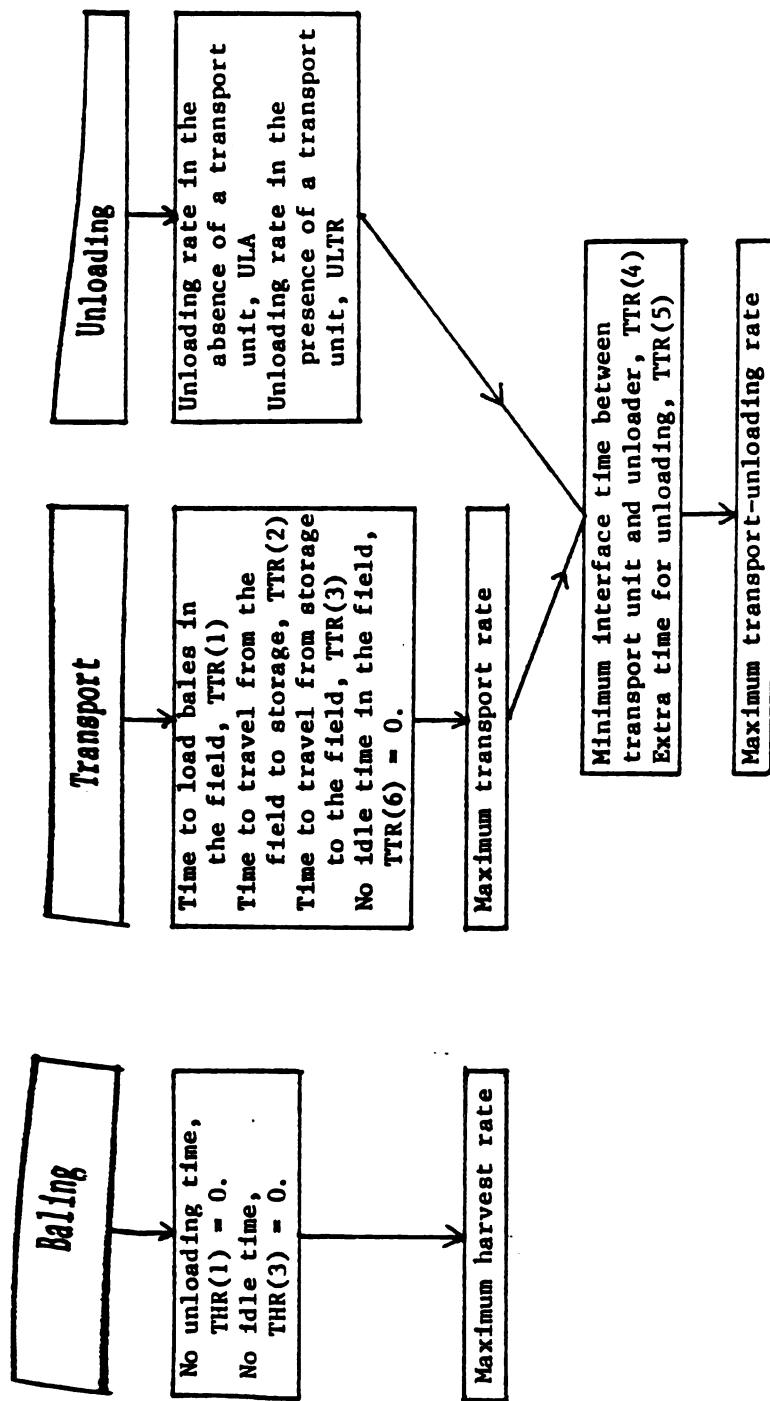 Baling
No unloading time,
THR(1) = 0.
No idle time,
THR(3) = 0.
Maximum harvest rate
Transport
Time to load bales in
the field, TTR(1)
Time to travel from the
field to storage, TTR(2)
Time to travel from storage
to the field, TTR(3)
No idle time in the field,
TTR(6) = 0.
Maximum transport rate
Unloading
Unloading rate in the
absence of a transport
unit, ULA
Unloading rate in the
presence of a transport
unit, ULTR
Minimum interface time between
transport unit and unloader, TTR(4)
Extra time for unloading, TTR(5)
Maximum transport-unloading rate